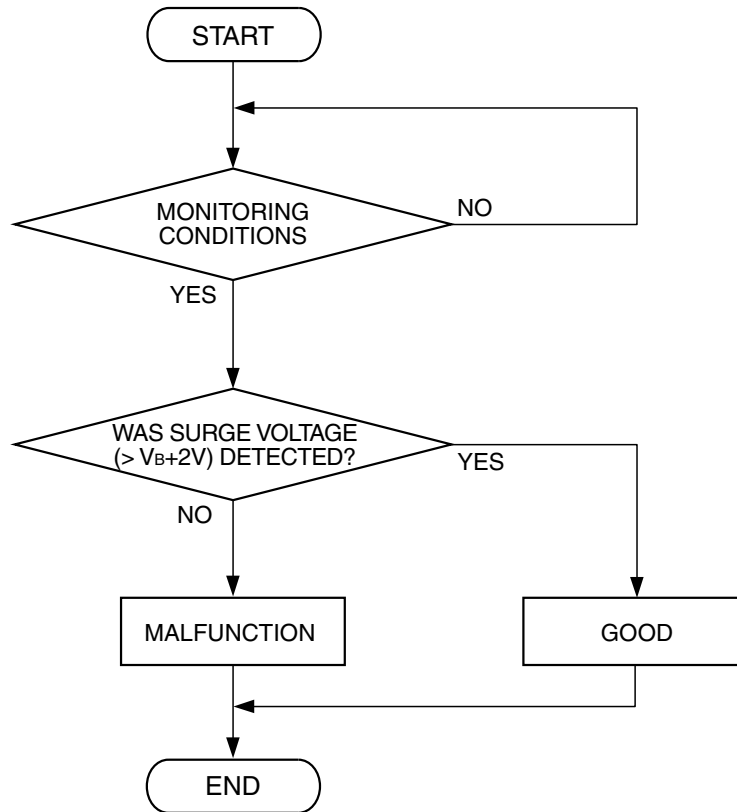 START
MONITORING
CONDITIONS
NO
YES
WAS SURGE VOLTAGE
(> VB+2V) DETECTED?
YES
NO
MALFUNCTION
GOOD
END